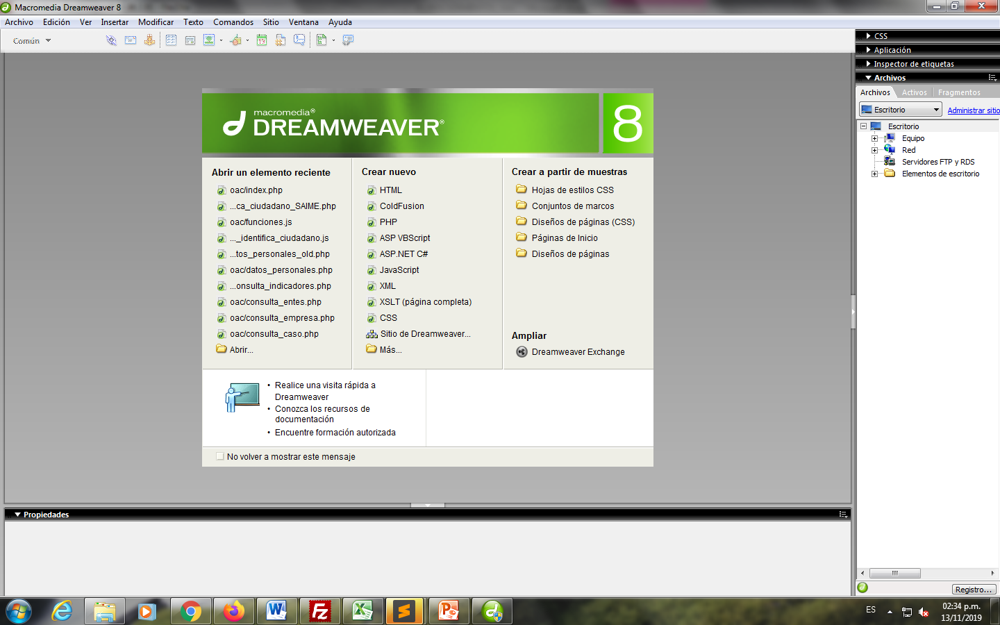 Macromedia Dreamweaver 8
Archivo Edición Ver Insertar Modificar Texto Comandos Sitio Ventana Ayuda
Común
CSS
Aplicación
Inspector de etiquetas
Archivos
Archivos Activos Fragmentos
Escritorio Administrar sitio
Escritorio
Equipo
Red
Servidores FTP y RDS
Elementos de escritorio
macromedia®
DREAMWEAVER® 8
Abrir un elemento reciente
oac/index.php
...ca_ciudadano_SAIME.php
oac/funciones.js
..._identifica_ciudadano.js
...tos_personales_old.php
oac/datos_personales.php
...onsulta_indicadores.php
oac/consulta_entes.php
oac/consulta_empresa.php
oac/consulta_caso.php
Abrir...
Crear nuevo
HTML
ColdFusion
PHP
ASP VBScript
ASP.NET C#
JavaScript
XML
XSLT (página completa)
CSS
Sitio de Dreamweaver...
Más...
Crear a partir de muestras
Hojas de estilos CSS
Conjuntos de marcos
Diseños de páginas (CSS)
Páginas de Inicio
Diseños de páginas
Ampliar
Dreamweaver Exchange
• Realice una visita rápida a
Dreamweaver
• Conozca los recursos de
documentación
• Encuentre formación autorizada
No volver a mostrar este mensaje
Propiedades
Registro...
ES
02:34 p.m.
13/11/2019